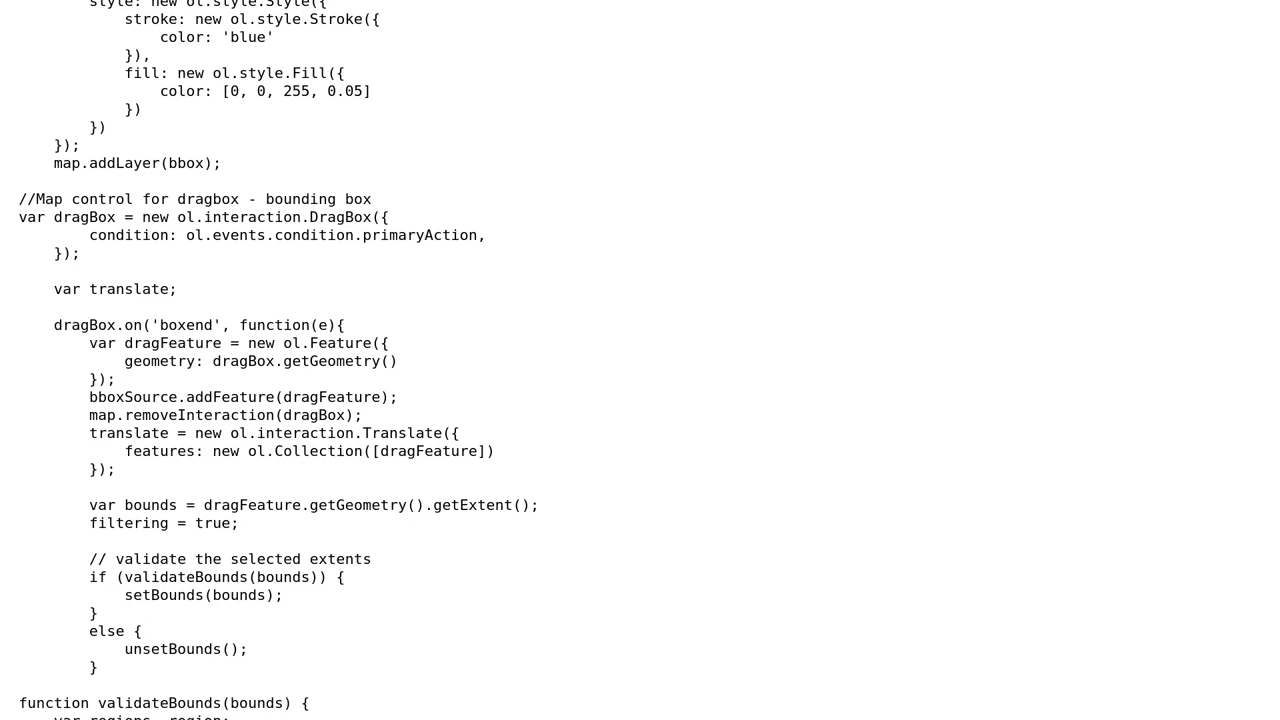 style: new ol.style.Style({
            stroke: new ol.style.Stroke({
                color: 'blue'
            }),
            fill: new ol.style.Fill({
                color: [0, 0, 255, 0.05]
            })
        })
    });
    map.addLayer(bbox);

//Map control for dragbox - bounding box
var dragBox = new ol.interaction.DragBox({
        condition: ol.events.condition.primaryAction,
    });

    var translate;

    dragBox.on('boxend', function(e){
        var dragFeature = new ol.Feature({
            geometry: dragBox.getGeometry()
        });
        bboxSource.addFeature(dragFeature);
        map.removeInteraction(dragBox);
        translate = new ol.interaction.Translate({
            features: new ol.Collection([dragFeature])
        });

        var bounds = dragFeature.getGeometry().getExtent();
        filtering = true;

        // validate the selected extents
        if (validateBounds(bounds)) {
            setBounds(bounds);
        }
        else {
            unsetBounds();
        }

function validateBounds(bounds) {
    var regions, region;